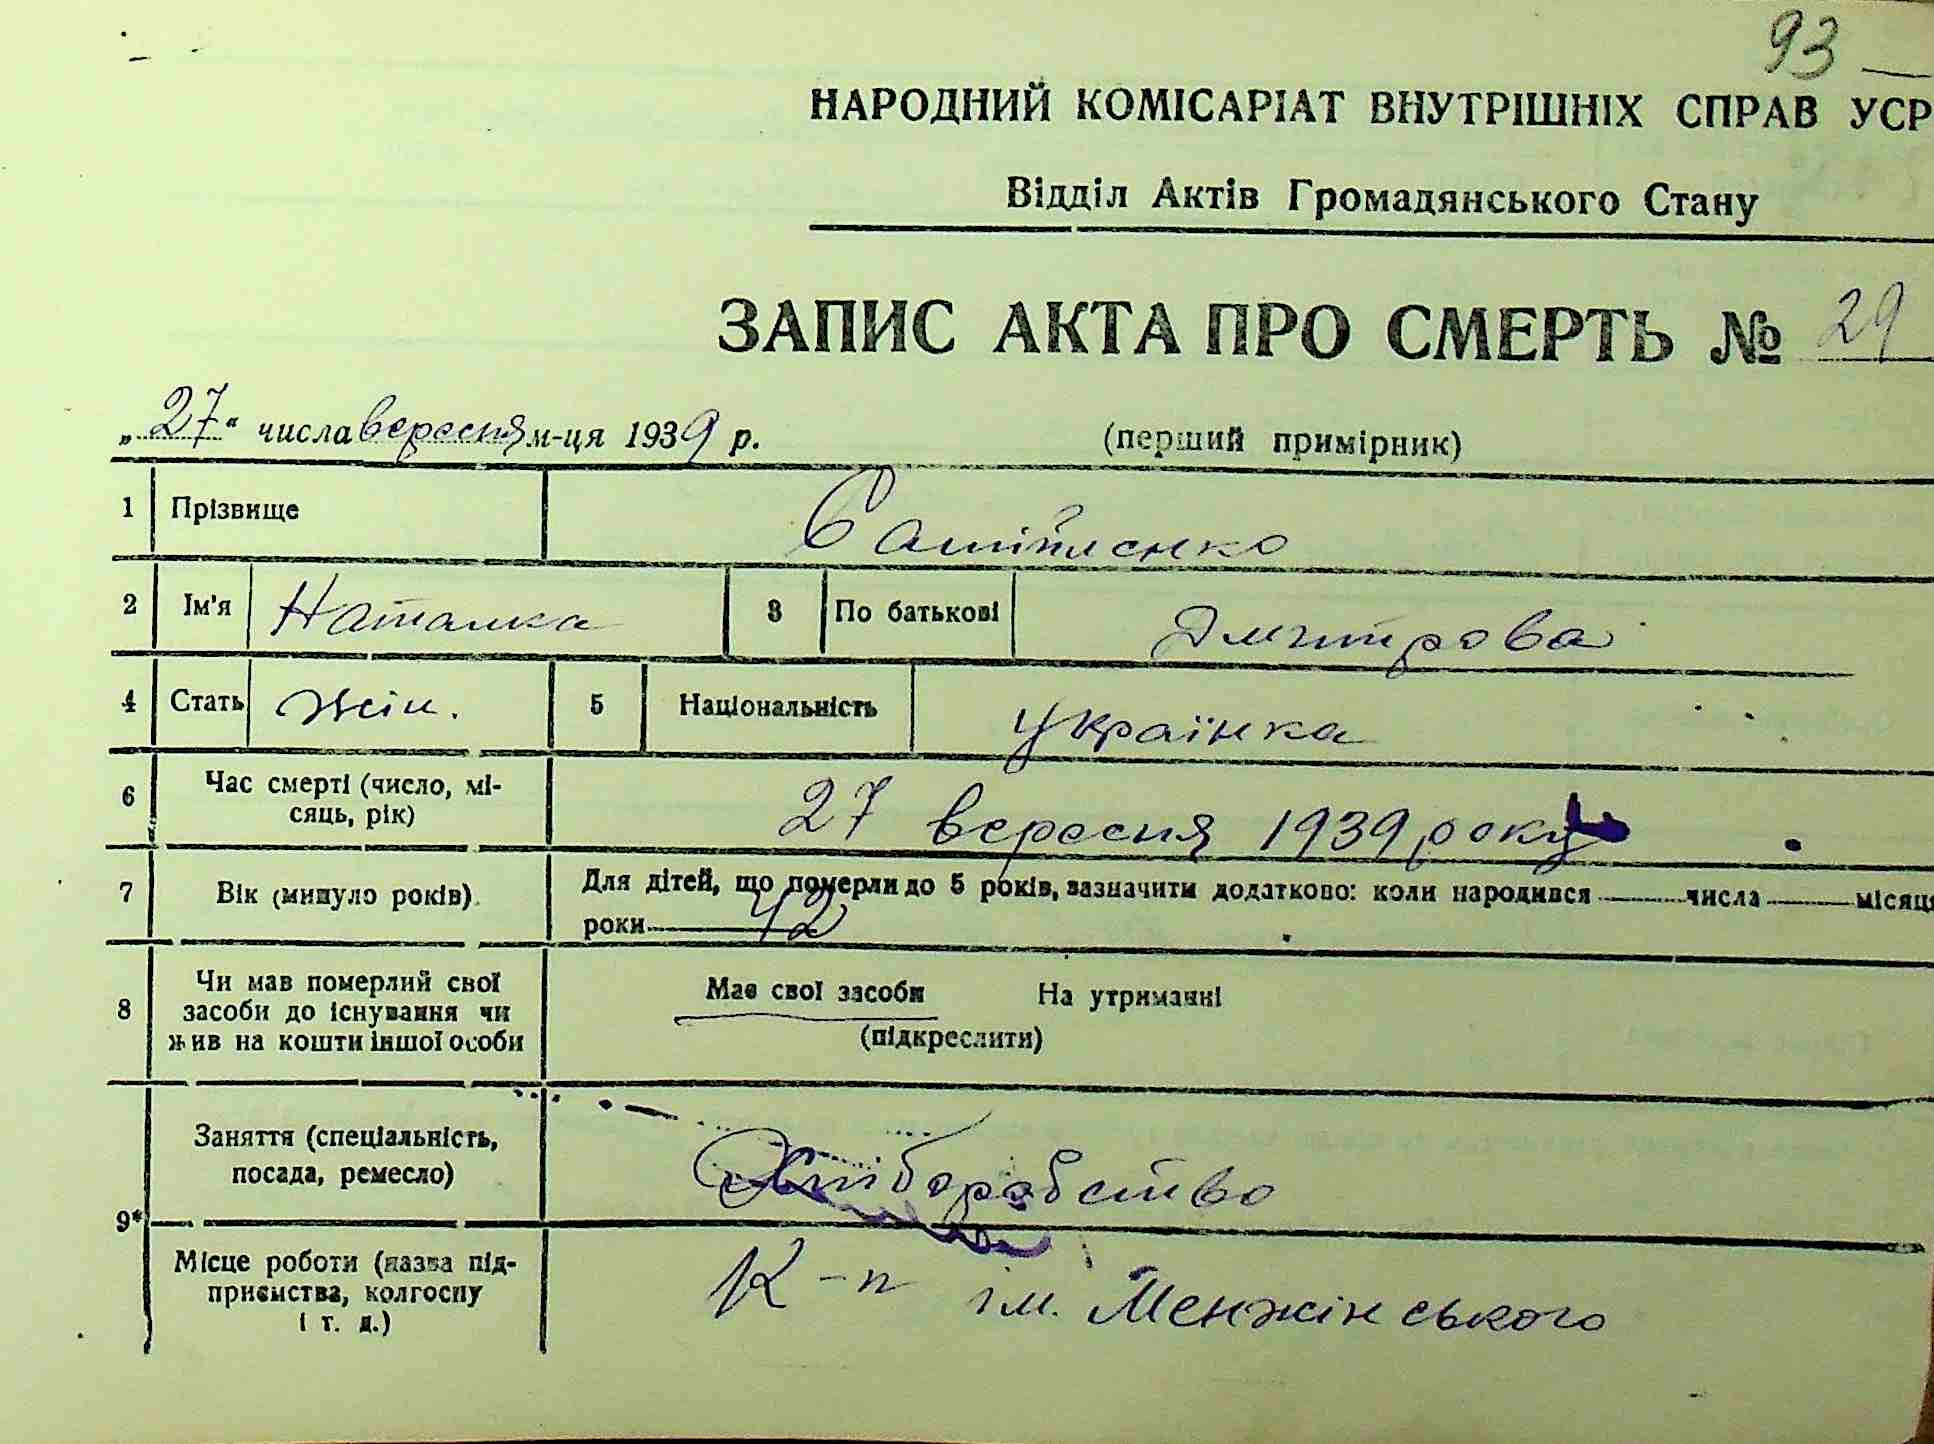 93 —
НАРОДНИЙ КОМІСАРІАТ ВНУТРІШНІХ СПРАВ УСР
Відділ Актів Громадянського Стану
ЗАПИС АКТА ПРО СМЕРТЬ № 29
„27“ числа вересня м-ця 1939 р. (перший примірник)
1 Прізвище
2 Ім'я Наталка 3 По батькові Дмитрова
4 Стать жін. 5 Національність українка
6 Час смерті (число, мі-
сяць, рік) 27 вересня 1939 року
7 Вік (минуло років) Для дітей, що померли до 5 років, зазначити додатково: коли народився числа місяця
роки 42
8 Чи мав померлий свої
засоби до існування чи
жив на кошти іншої особи
Має свої засоби На утриманні
(підкреслити)
9* Заняття (спеціальність,
посада, ремесло) Хліборобство
Місце роботи (назва під-
приємства, колгоспу
і т. д.) К-п ім. Менжінського